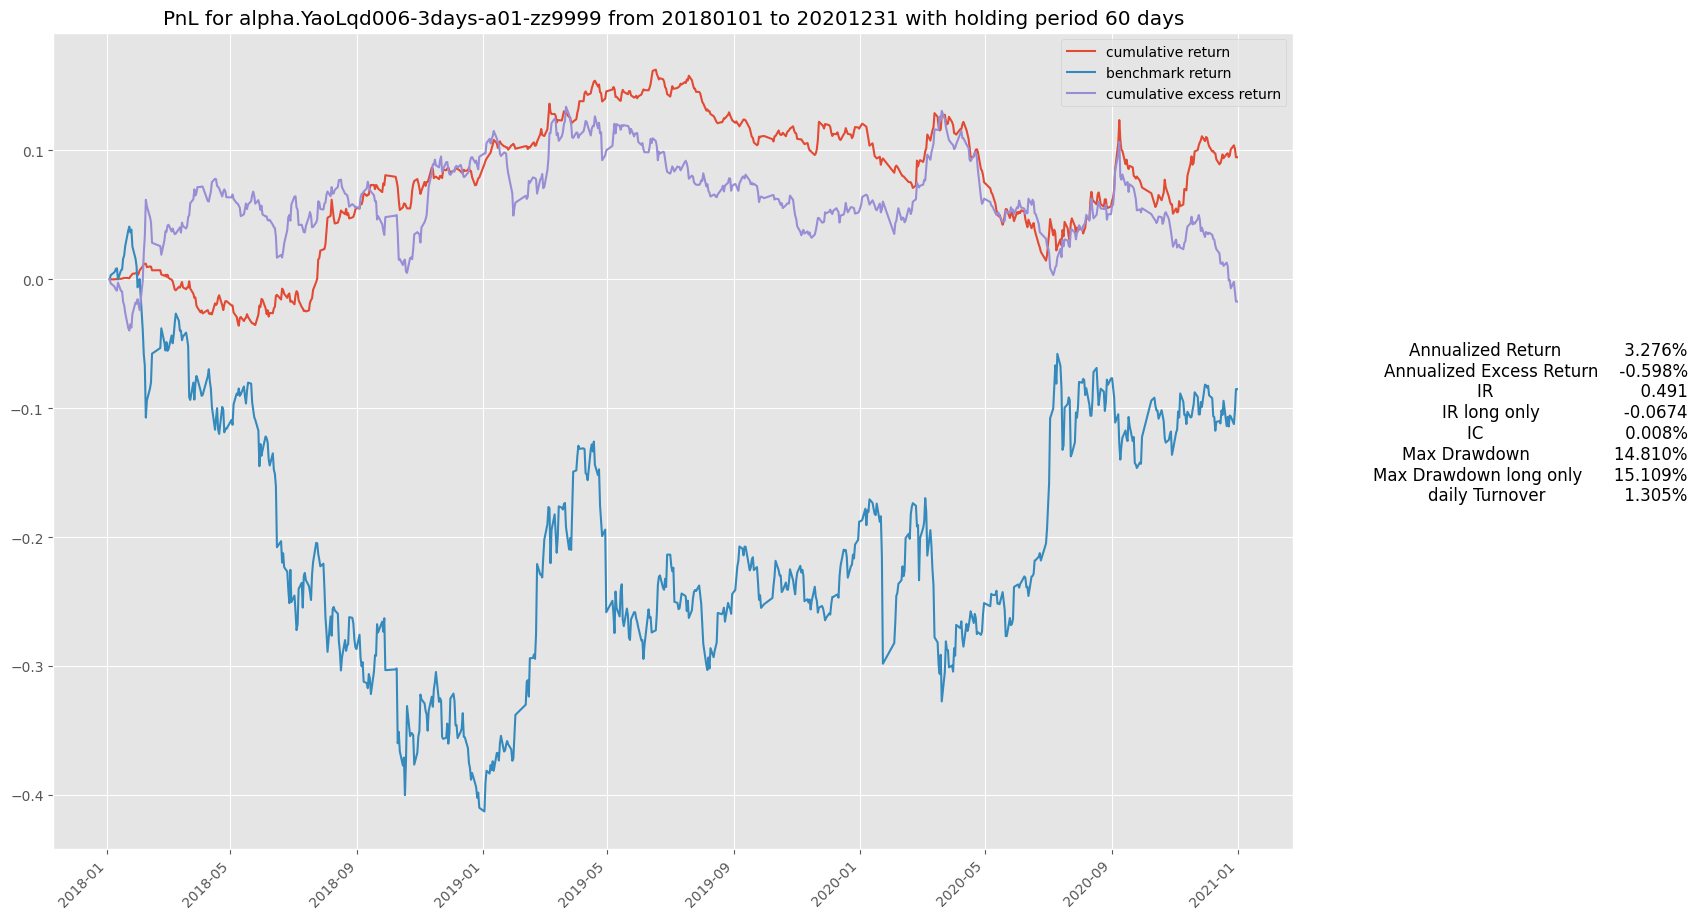 PnL for alpha.YaoLqd006-3days-a01-zz9999 from 20180101 to 20201231 with holding period 60 days
cumulative return
benchmark return
cumulative excess return
0.1
0.0
−0.1
−0.2
−0.3
−0.4
2018-01
2018-05
2018-09
2019-01
2019-05
2019-09
2020-01
2020-05
2020-09
2021-01
Annualized Return 3.276%
Annualized Excess Return -0.598%
IR 0.491
IR long only -0.0674
IC 0.008%
Max Drawdown 14.810%
Max Drawdown long only 15.109%
daily Turnover 1.305%